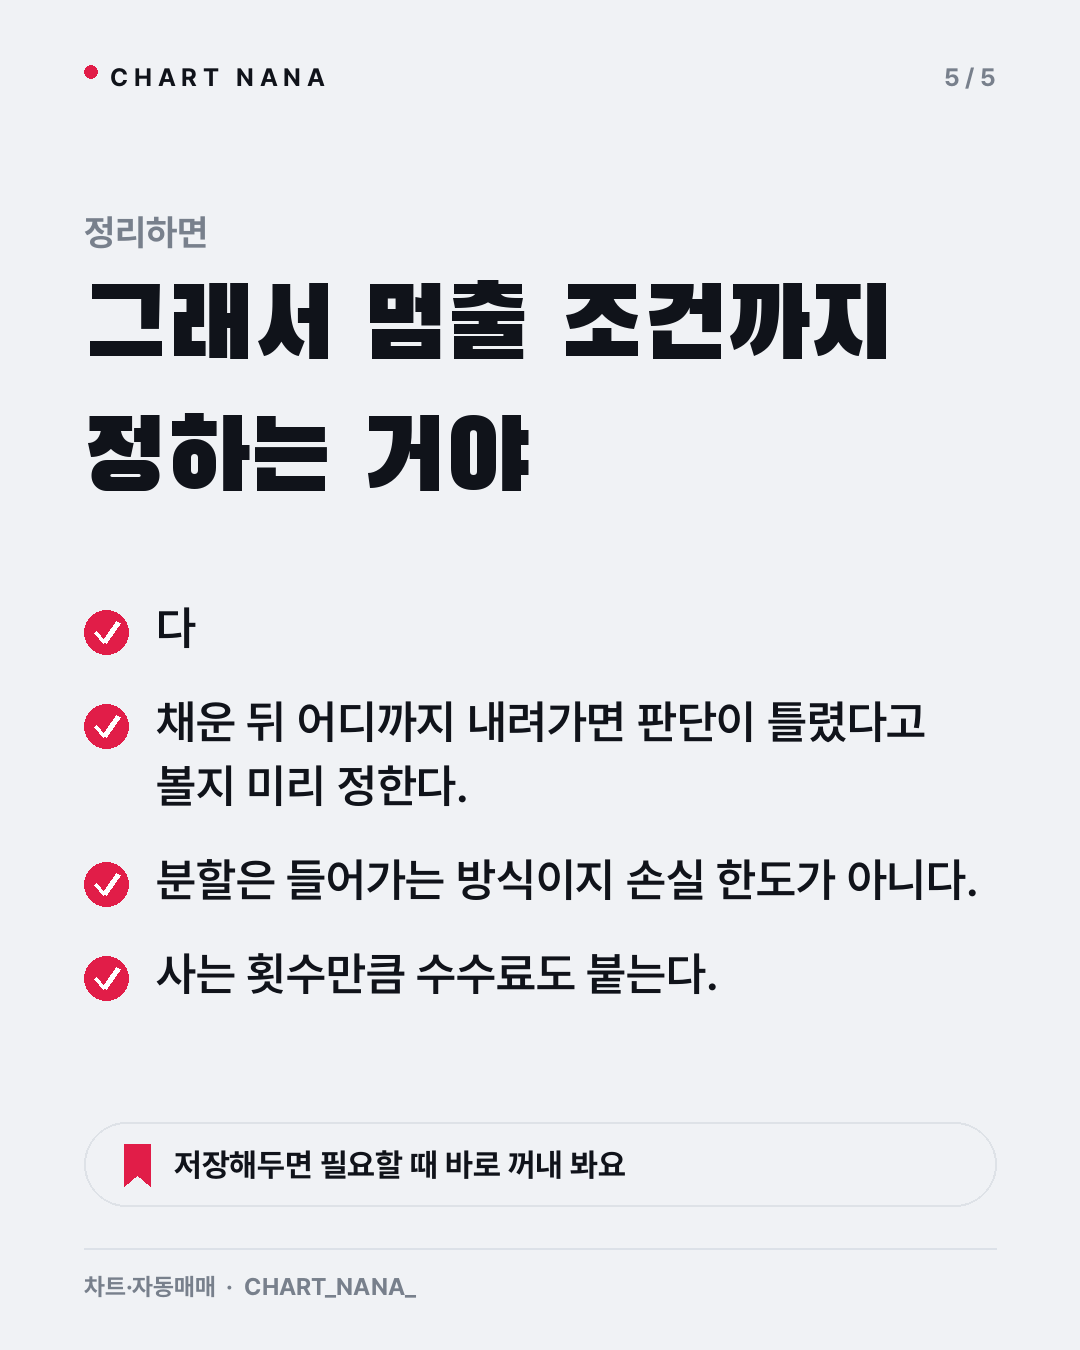 CHART NANA
5 / 5
정리하면
그래서 멈출 조건까지
정하는 거야
다
채운 뒤 어디까지 내려가면 판단이 틀렸다고
볼지 미리 정한다.
분할은 들어가는 방식이지 손실 한도가 아니다.
사는 횟수만큼 수수료도 붙는다.
저장해두면 필요할 때 바로 꺼내 봐요
차트·자동매매 · CHART_NANA_